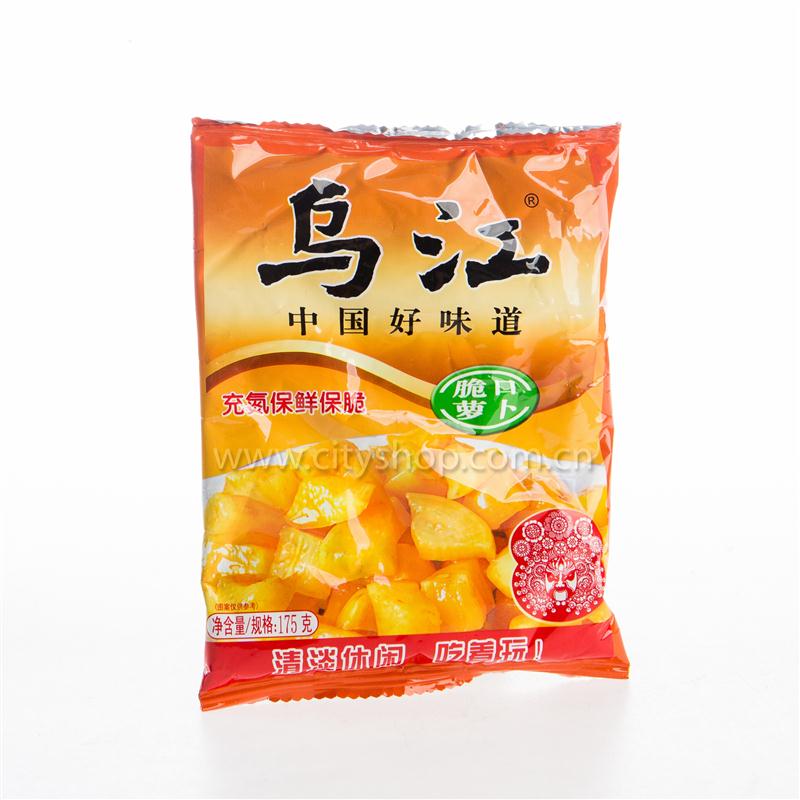 乌江®
中国好味道
脆口
萝卜
充氮保鲜保脆
www.cityshop.com.cn
(图案仅供参考)
净含量/规格:175克
清淡休闲 吃着玩!